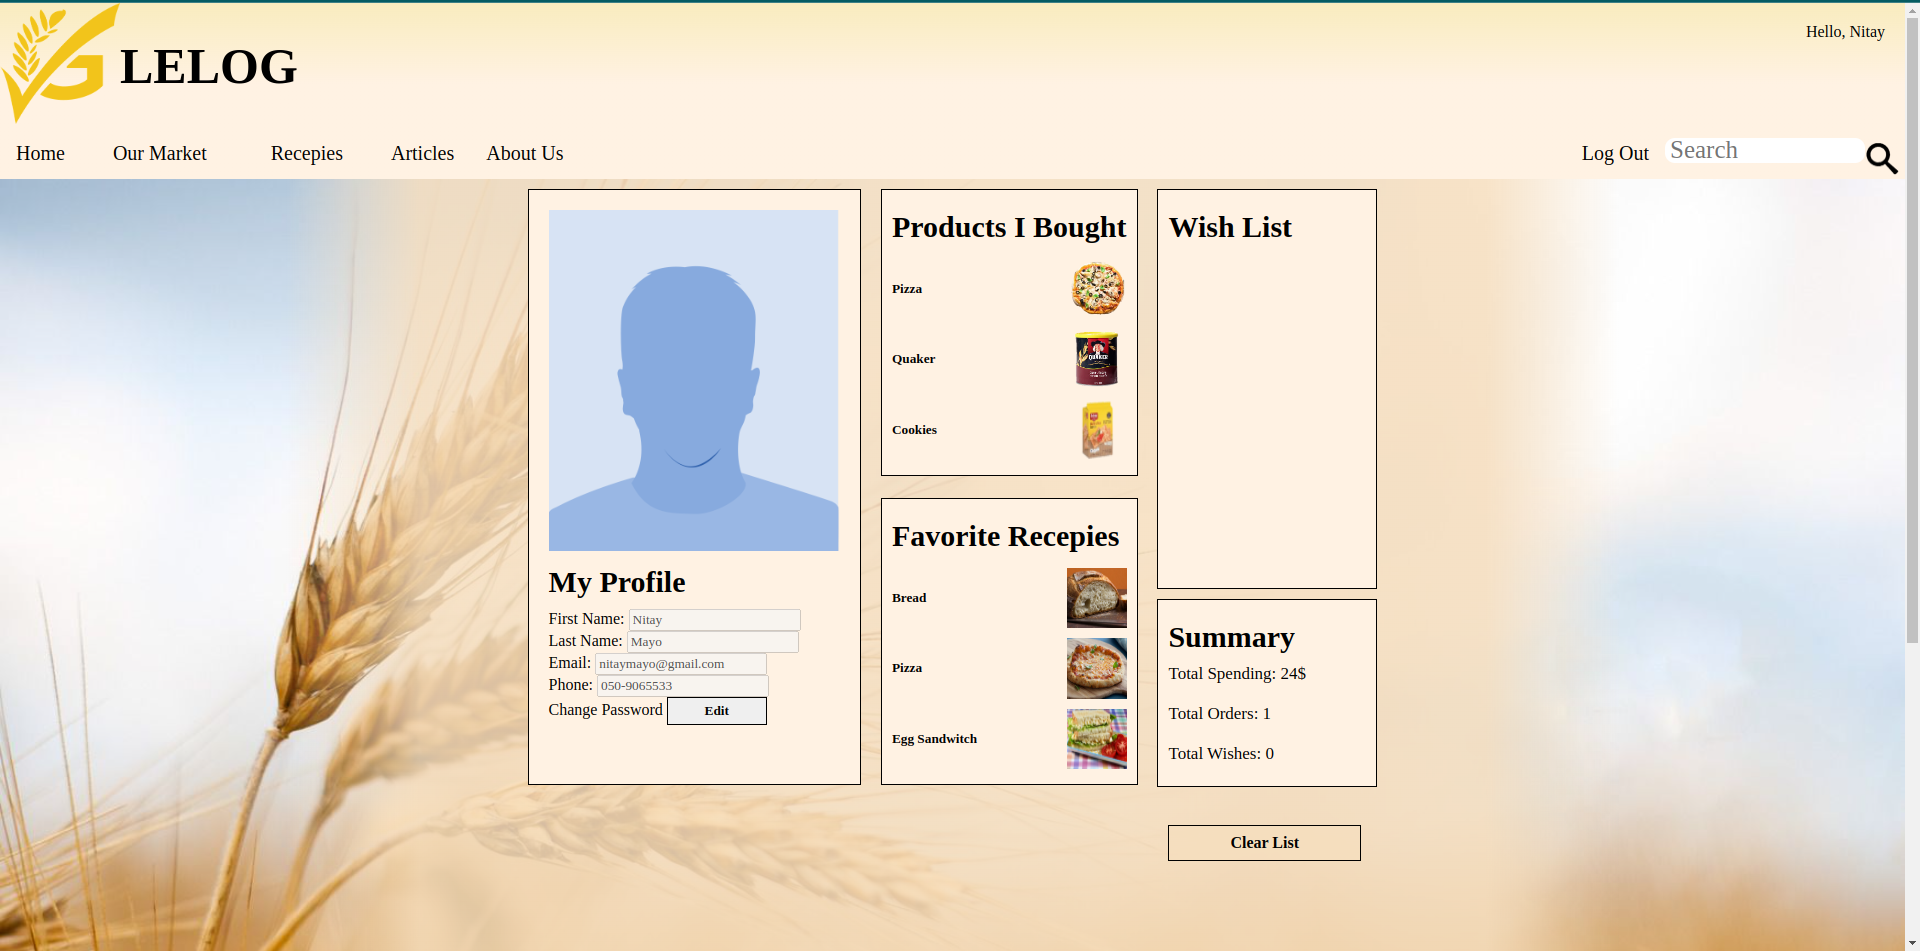 Hello, Nitay
LELOG
Home
Our Market
Recepies
Articles
About Us
Log Out
Search
My Profile
First Name: Nitay
Last Name: Mayo
Email: nitaymayo@gmail.com
Phone: 050-9065533
Change Password Edit
Products I Bought
Pizza
Quaker
QUAKER
Cookies
Favorite Recepies
Bread
Pizza
Egg Sandwitch
Wish List
Summary
Total Spending: 24$
Total Orders: 1
Total Wishes: 0
Clear List